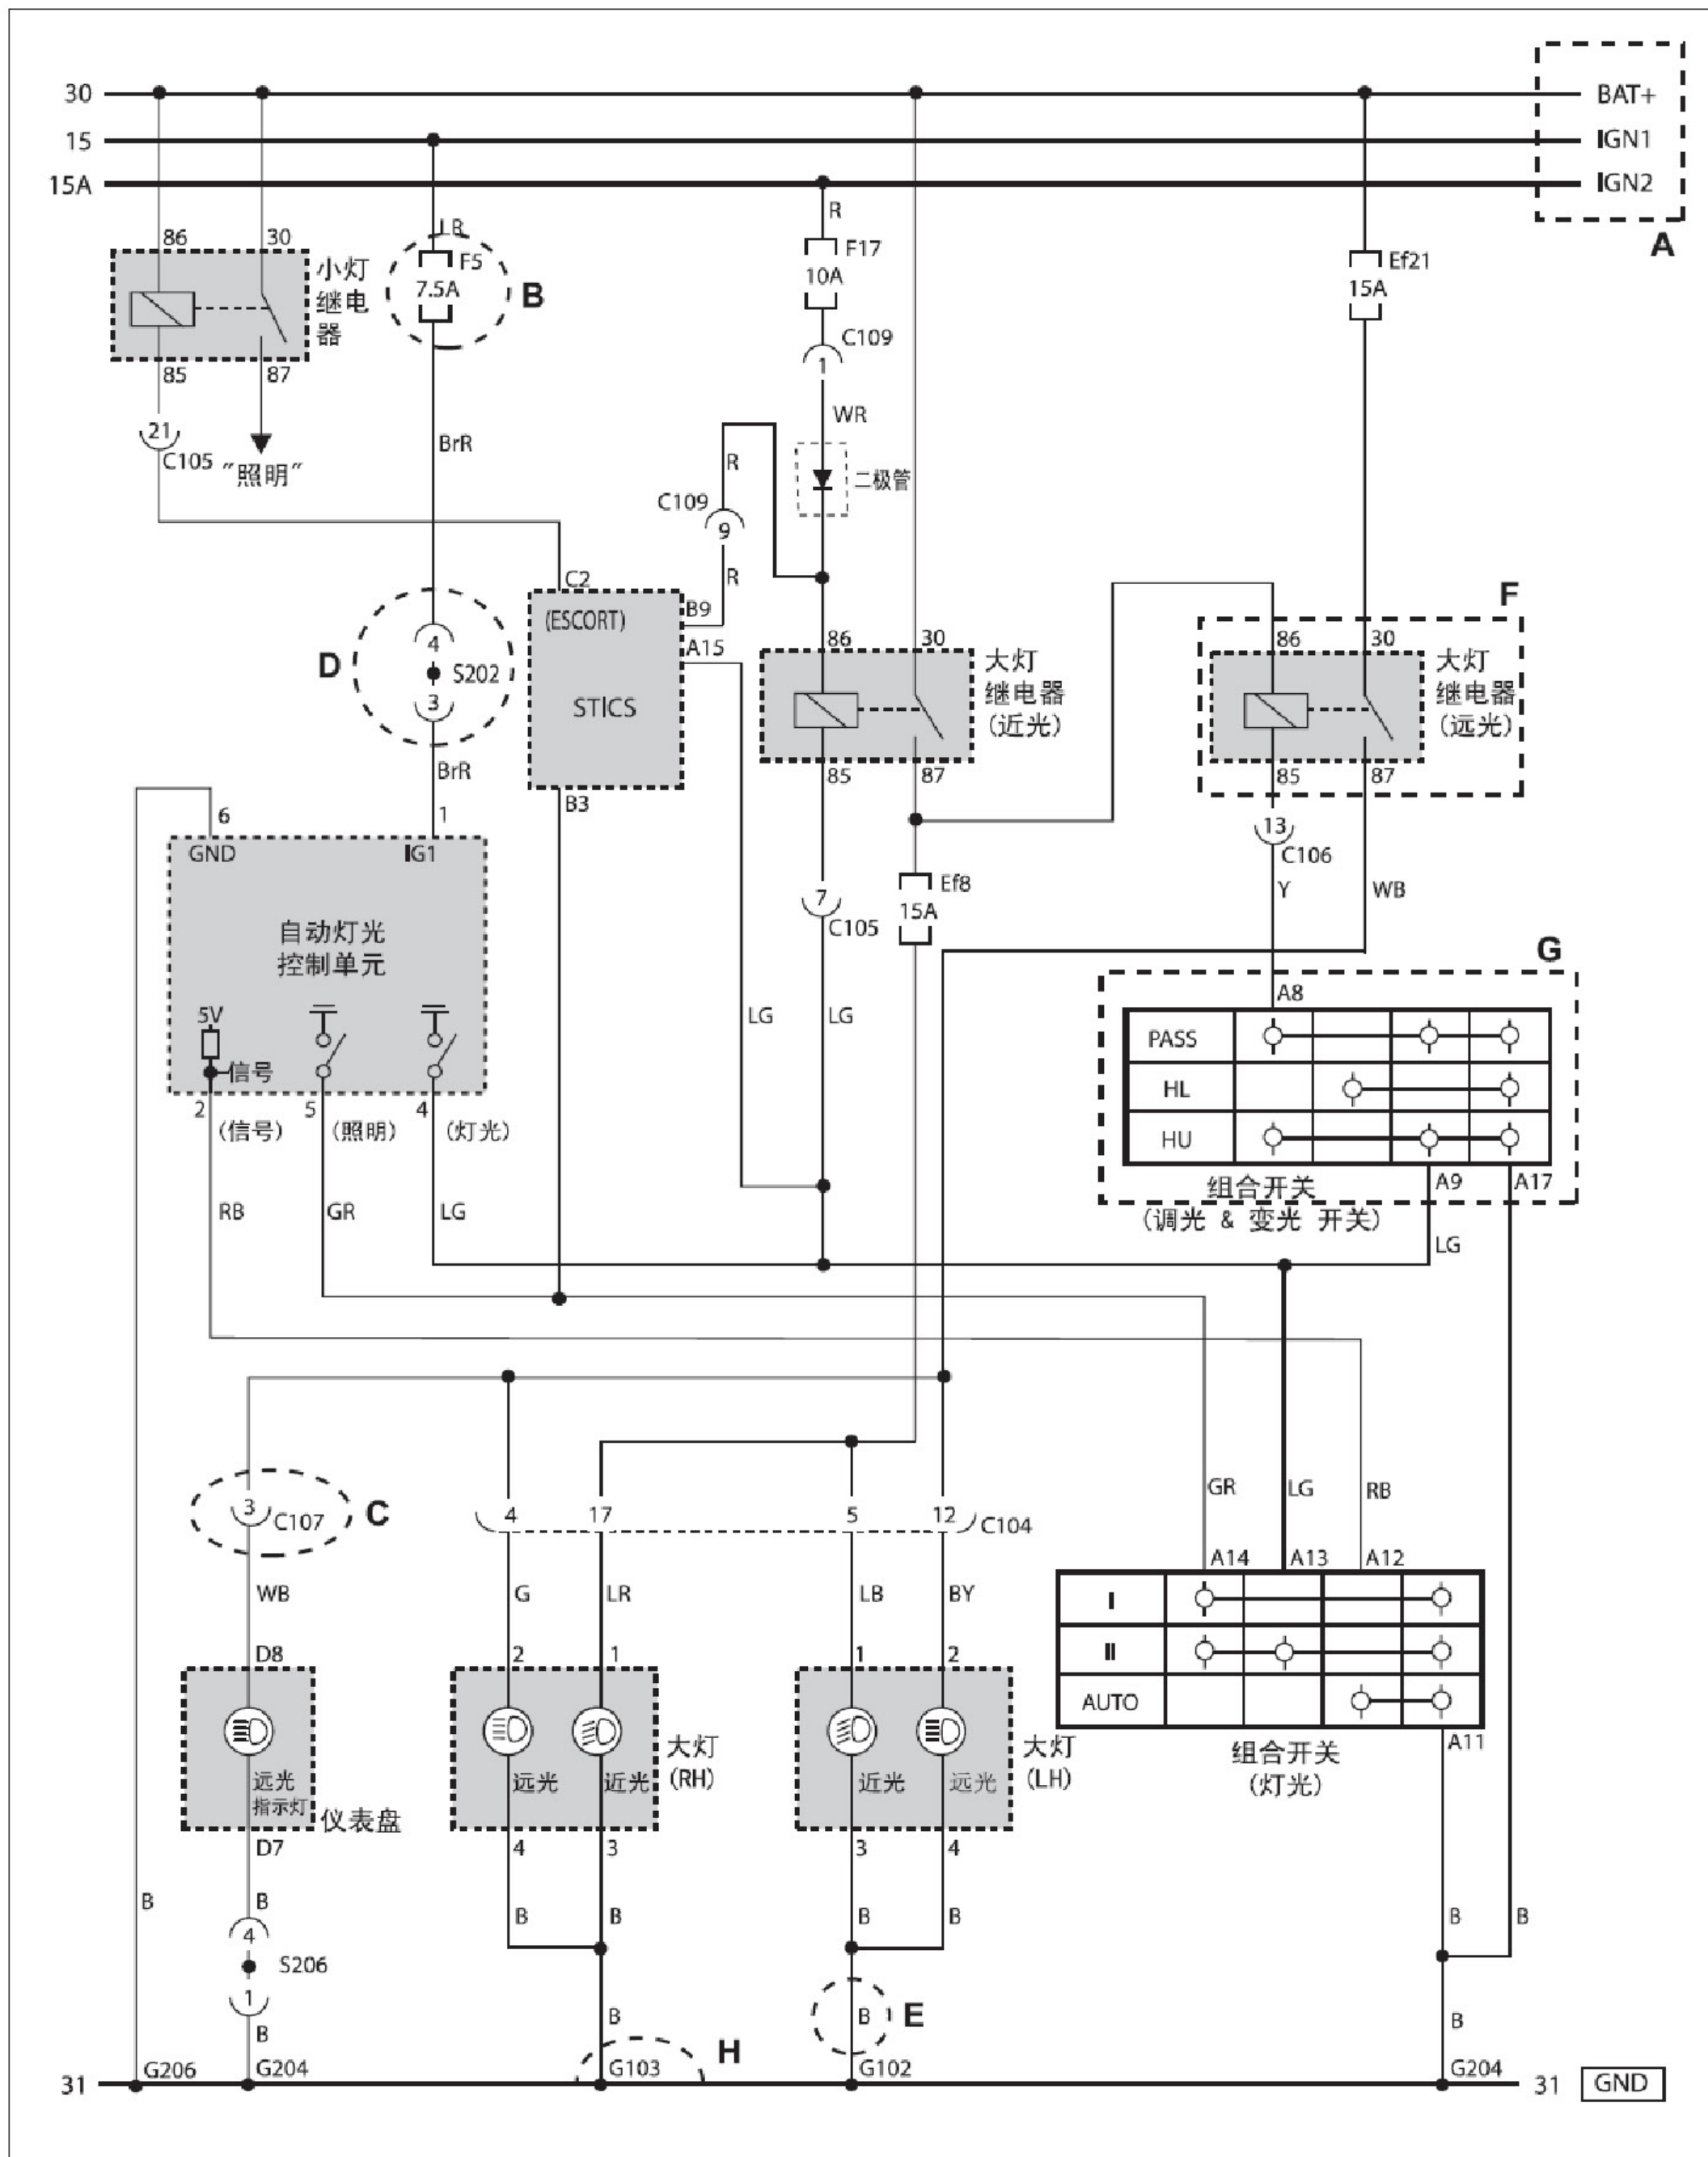 30
BAT+
15
IGN1
15A
IGN2
A
86
30
小灯
继电
器
85
87
21
C105
"照明"
LR
F5
7.5A
B
BrR
R
F17
10A
C109
1
WR
二极管
R
C109
9
R
Ef21
15A
D
4
S202
3
BrR
C2
(ESCORT)
STICS
B9
A15
B3
86
30
大灯
继电器
(近光)
85
87
F
86
30
大灯
继电器
(远光)
85
87
13
C106
Y
WB
7
C105
Ef8
15A
LG
LG
6
1
GND
IG1
自动灯光
控制单元
5V
信号
2
(信号)
5
(照明)
4
(灯光)
RB
GR
LG
G
A8
PASS
HL
HU
A9
A17
组合开关
(调光 & 变光 开关)
LG
3
C107
C
WB
4
17
5
12
C104
G
LR
LB
BY
GR
LG
RB
A14
A13
A12
I
II
AUTO
A11
组合开关
(灯光)
D8
远光
指示灯
仪表盘
D7
2
1
远光
近光
大灯
(RH)
4
3
1
2
近光
远光
大灯
(LH)
3
4
B
B
B
B
B
B
B
B
4
S206
1
B
B
H
B
E
B
31
G206
G204
G103
G102
G204
31
GND